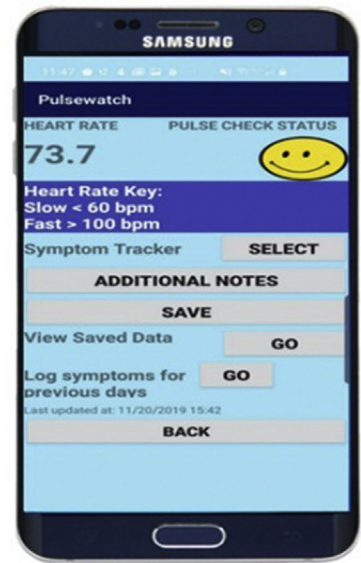 SAMSUNG
11:47
Pulsewatch
HEART RATE PULSE CHECK STATUS
73.7
Heart Rate Key:
Slow < 60 bpm
Fast > 100 bpm
Symptom Tracker SELECT
ADDITIONAL NOTES
SAVE
View Saved Data GO
Log symptoms for GO
previous days
Last updated at: 11/20/2019 15:42
BACK